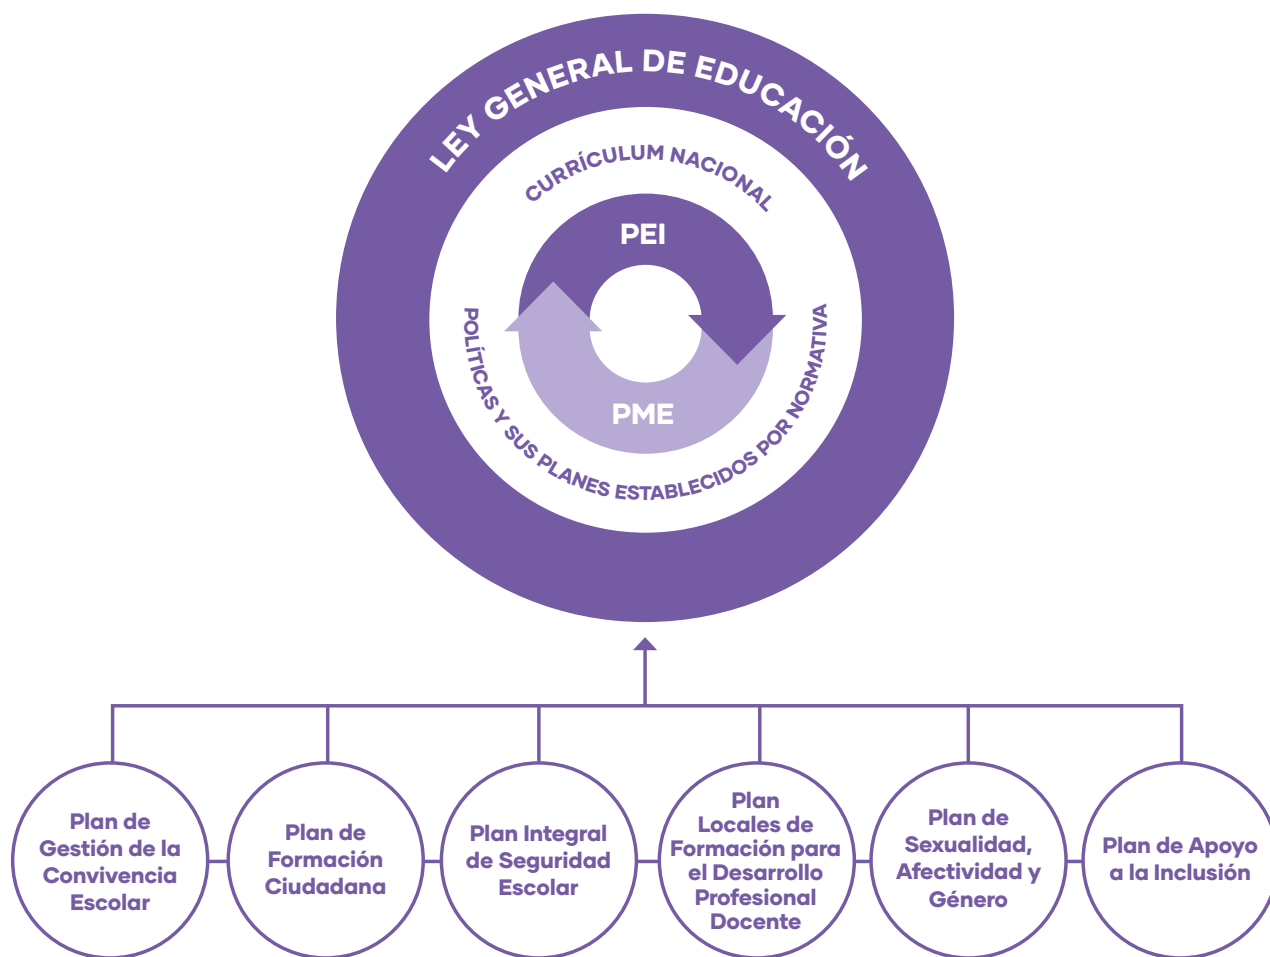 LEY GENERAL DE EDUCACIÓN
CURRÍCULUM NACIONAL
PEI
PME
POLÍTICAS Y SUS PLANES ESTABLECIDOS POR NORMATIVA
Plan de
Gestión de la
Convivencia
Escolar
Plan de
Formación
Ciudadana
Plan Integral
de Seguridad
Escolar
Plan
Locales de
Formación para
el Desarrollo
Profesional
Docente
Plan de
Sexualidad,
Afectividad y
Género
Plan de Apoyo
a la Inclusión